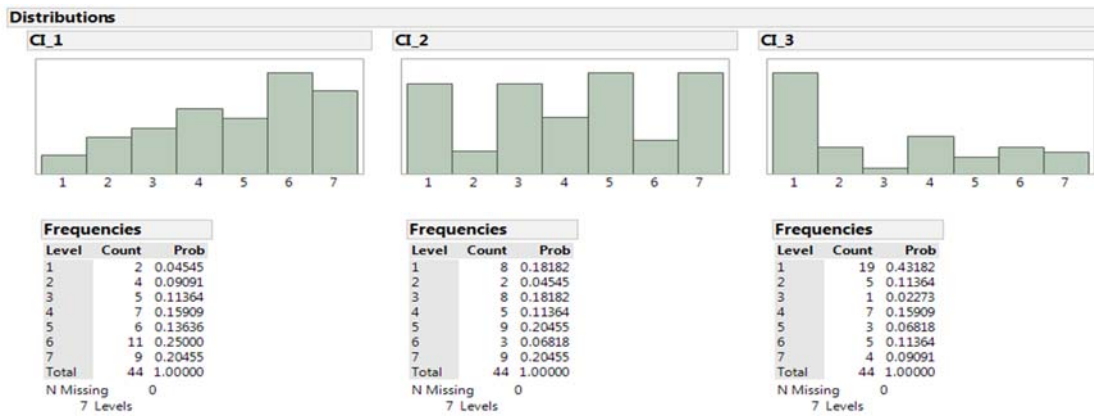 Distributions
CI_1
1 2 3 4 5 6 7
Frequencies
Level Count Prob
1 2 0.04545
2 4 0.09091
3 5 0.11364
4 7 0.15909
5 6 0.13636
6 11 0.25000
7 9 0.20455
Total 44 1.00000
N Missing 0
7 Levels
CI_2
1 2 3 4 5 6 7
Frequencies
Level Count Prob
1 8 0.18182
2 2 0.04545
3 8 0.18182
4 5 0.11364
5 9 0.20455
6 3 0.06818
7 9 0.20455
Total 44 1.00000
N Missing 0
7 Levels
CI_3
1 2 3 4 5 6 7
Frequencies
Level Count Prob
1 19 0.43182
2 5 0.11364
3 1 0.02273
4 7 0.15909
5 3 0.06818
6 5 0.11364
7 4 0.09091
Total 44 1.00000
N Missing 0
7 Levels